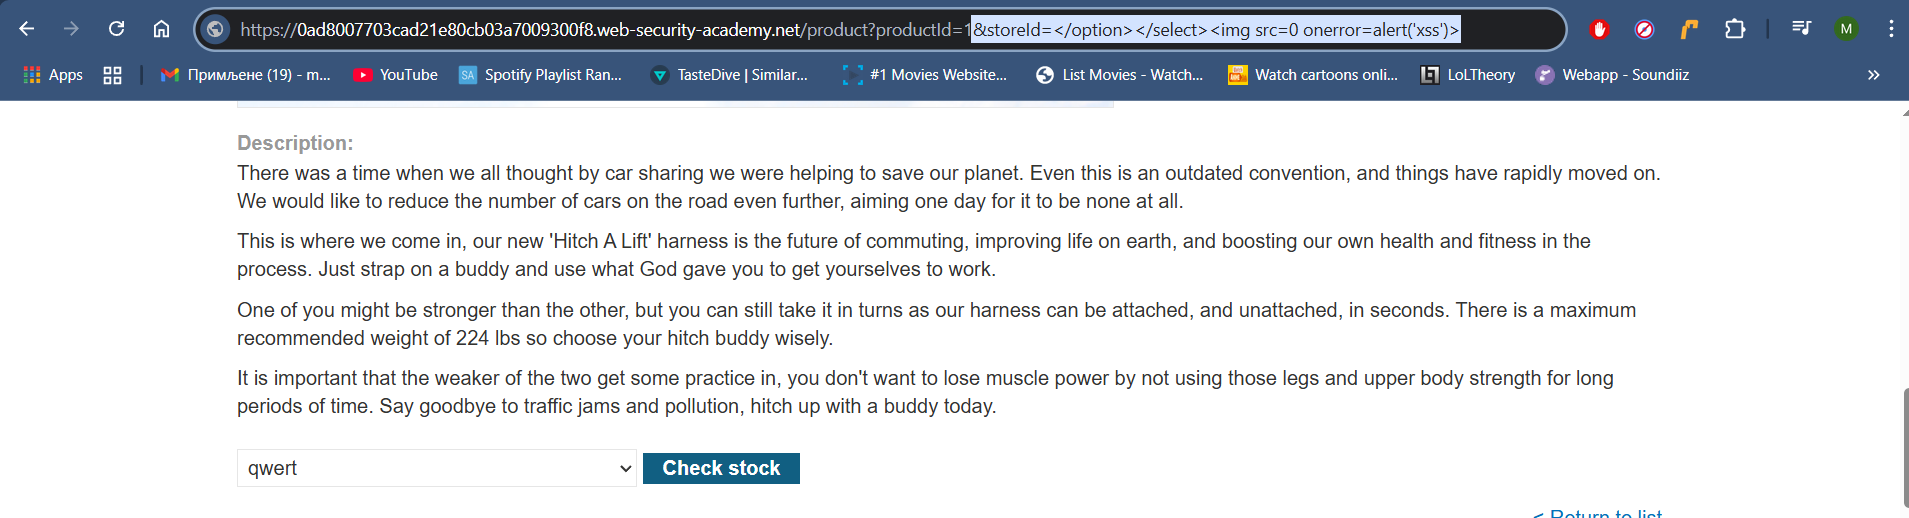 https://0ad8007703cad21e80cb03a7009300f8.web-security-academy.net/product?productId=1&storeId=</option></select><img src=0 onerror=alert('xss')>
M
Apps
Примљене (19) - m...
YouTube
SA Spotify Playlist Ran...
TasteDive | Similar...
#1 Movies Website...
List Movies - Watch...
Watch cartoons onli...
LoLTheory
Webapp - Soundiiz
»
Description:
There was a time when we all thought by car sharing we were helping to save our planet. Even this is an outdated convention, and things have rapidly moved on.
We would like to reduce the number of cars on the road even further, aiming one day for it to be none at all.
This is where we come in, our new 'Hitch A Lift' harness is the future of commuting, improving life on earth, and boosting our own health and fitness in the
process. Just strap on a buddy and use what God gave you to get yourselves to work.
One of you might be stronger than the other, but you can still take it in turns as our harness can be attached, and unattached, in seconds. There is a maximum
recommended weight of 224 lbs so choose your hitch buddy wisely.
It is important that the weaker of the two get some practice in, you don't want to lose muscle power by not using those legs and upper body strength for long
periods of time. Say goodbye to traffic jams and pollution, hitch up with a buddy today.
qwert
Check stock
< Return to list